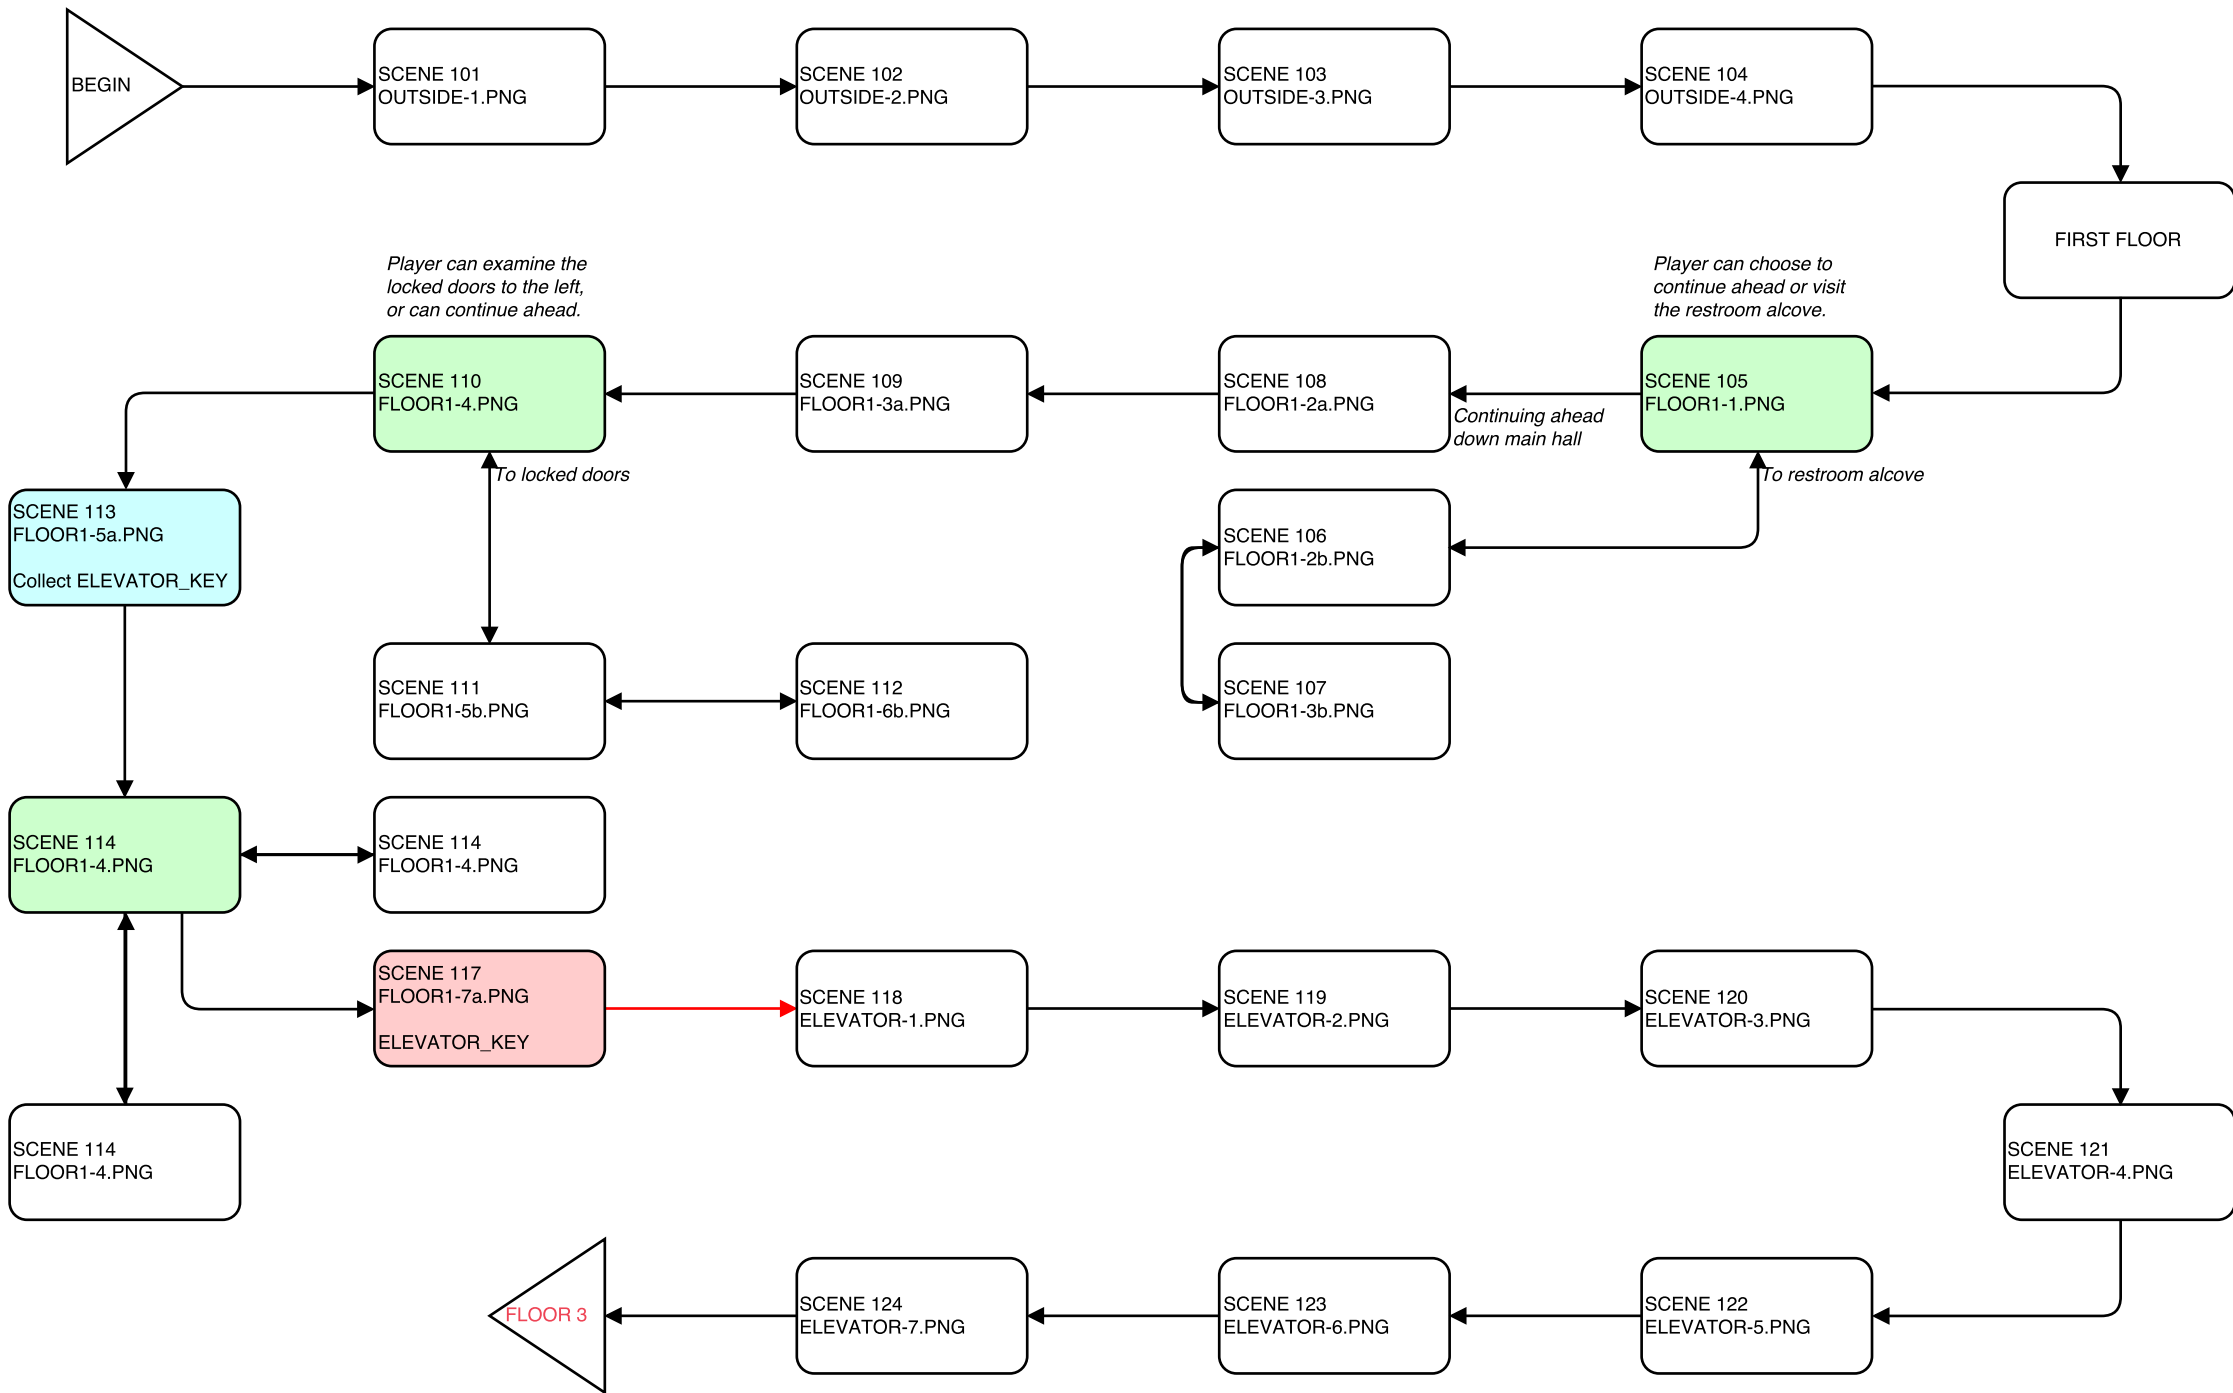 BEGIN
SCENE 101
OUTSIDE-1.PNG
SCENE 102
OUTSIDE-2.PNG
SCENE 103
OUTSIDE-3.PNG
SCENE 104
OUTSIDE-4.PNG
FIRST FLOOR
Player can choose to
continue ahead or visit
the restroom alcove.
SCENE 105
FLOOR1-1.PNG
To restroom alcove
Continuing ahead
down main hall
SCENE 106
FLOOR1-2b.PNG
SCENE 107
FLOOR1-3b.PNG
SCENE 108
FLOOR1-2a.PNG
SCENE 109
FLOOR1-3a.PNG
Player can examine the
locked doors to the left,
or can continue ahead.
SCENE 110
FLOOR1-4.PNG
To locked doors
SCENE 111
FLOOR1-5b.PNG
SCENE 112
FLOOR1-6b.PNG
SCENE 113
FLOOR1-5a.PNG
Collect ELEVATOR_KEY
SCENE 114
FLOOR1-4.PNG
SCENE 114
FLOOR1-4.PNG
SCENE 114
FLOOR1-4.PNG
SCENE 117
FLOOR1-7a.PNG
ELEVATOR_KEY
SCENE 118
ELEVATOR-1.PNG
SCENE 119
ELEVATOR-2.PNG
SCENE 120
ELEVATOR-3.PNG
SCENE 121
ELEVATOR-4.PNG
SCENE 122
ELEVATOR-5.PNG
SCENE 123
ELEVATOR-6.PNG
SCENE 124
ELEVATOR-7.PNG
FLOOR 3